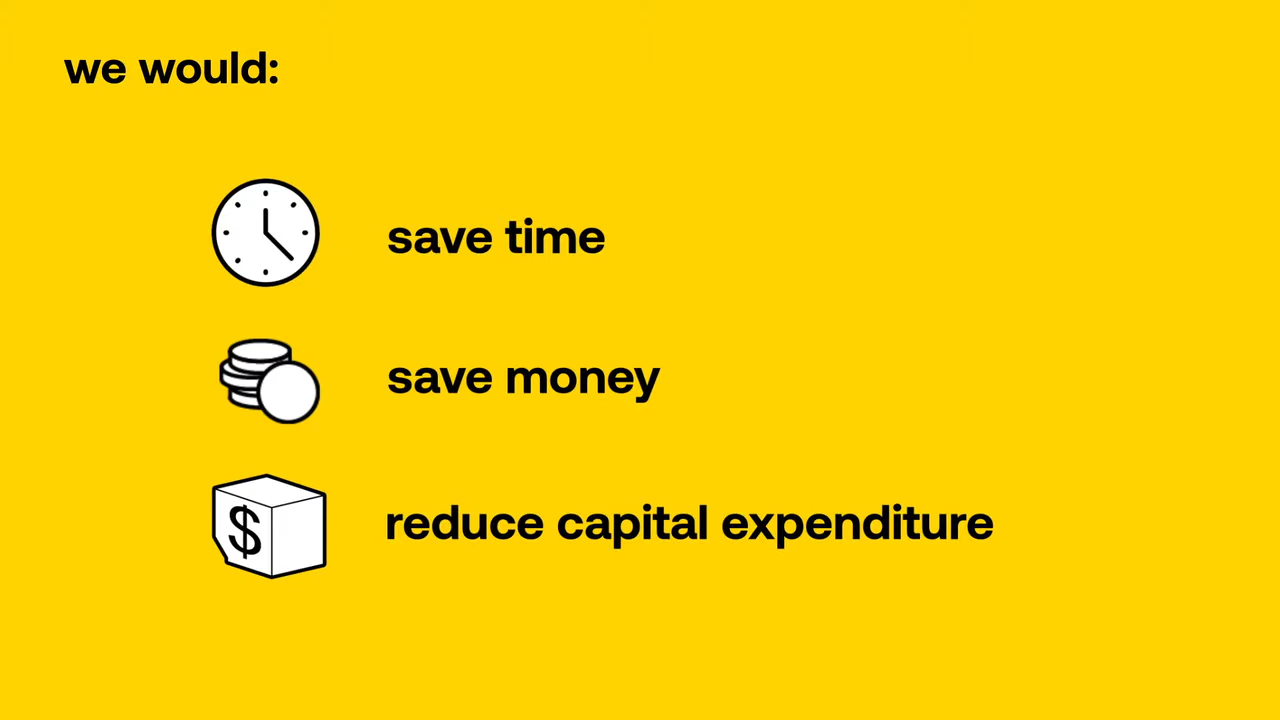 we would:
save time
save money
$
reduce capital expenditure